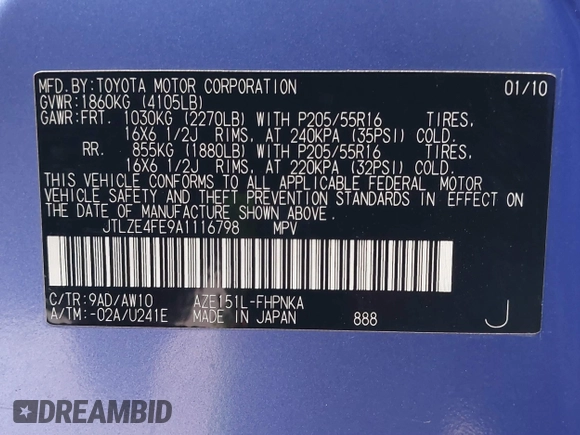 MFD.BY:TOYOTA MOTOR CORPORATION 01/10
GVWR:1860KG (4105LB)
GAWR:FRT. 1030KG (2270LB) WITH P205/55R16 TIRES,
16X6 1/2J RIMS, AT 240KPA (35PSI) COLD.
RR. 855KG (1880LB) WITH P205/55R16 TIRES,
16X6 1/2J RIMS, AT 220KPA (32PSI) COLD.
THIS VEHICLE CONFORMS TO ALL APPLICABLE FEDERAL MOTOR
VEHICLE SAFETY AND THEFT PREVENTION STANDARDS IN EFFECT ON
THE DATE OF MANUFACTURE SHOWN ABOVE.
JTLZE4FE9A1116798 MPV
C/TR:9AD/AW10 AZE151L-FHPNKA
A/TM:-02A/U241E MADE IN JAPAN 888 J
DREAMBID